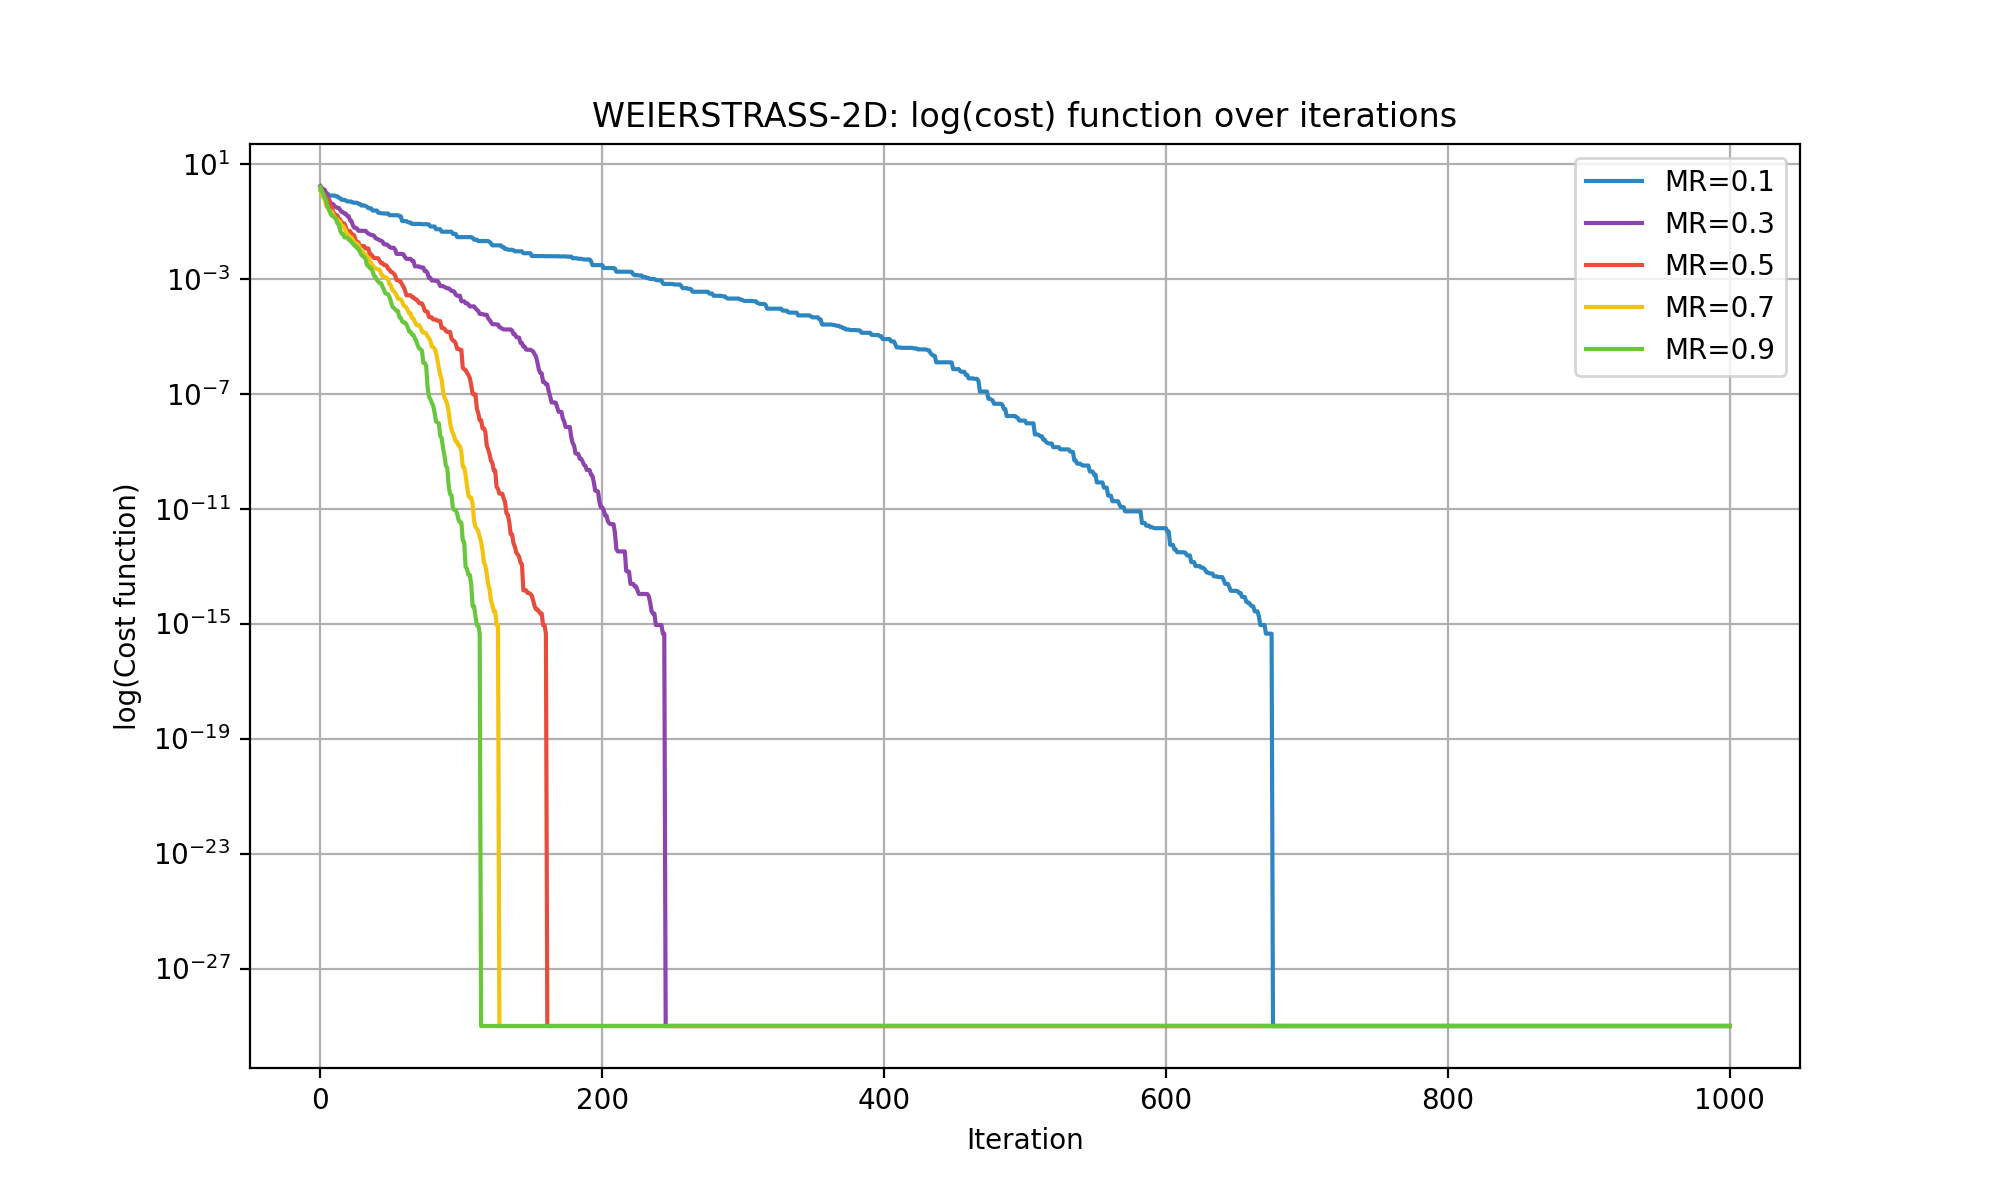 WEIERSTRASS-2D: log(cost) function over iterations
log(Cost function)
10¹
10⁻³
10⁻⁷
10⁻¹¹
10⁻¹⁵
10⁻¹⁹
10⁻²³
10⁻²⁷
MR=0.1
MR=0.3
MR=0.5
MR=0.7
MR=0.9
0 200 400 600 800 1000
Iteration